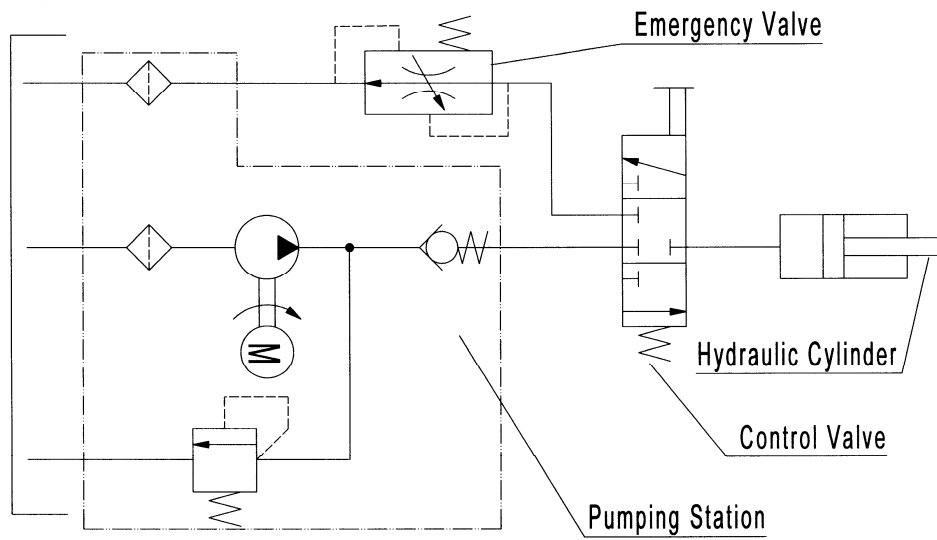 Emergency Valve
M
Hydraulic Cylinder
Control Valve
Pumping Station